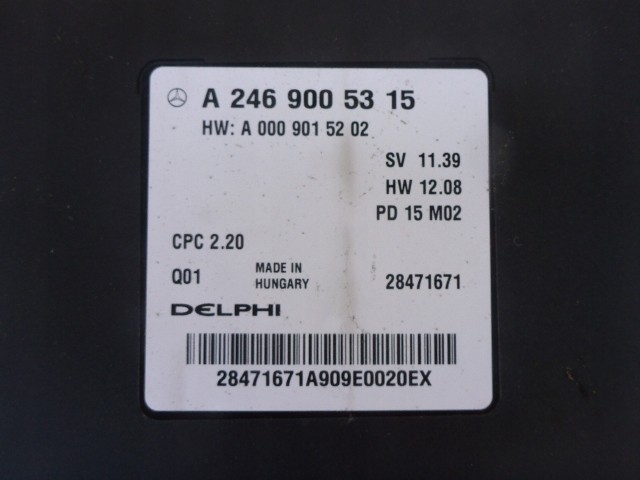 A 246 900 53 15
HW: A 000 901 52 02
SV 11.39
HW 12.08
PD 15 M02
CPC 2.20
Q01 MADE IN HUNGARY 28471671
DELPHI
28471671A909E0020EX